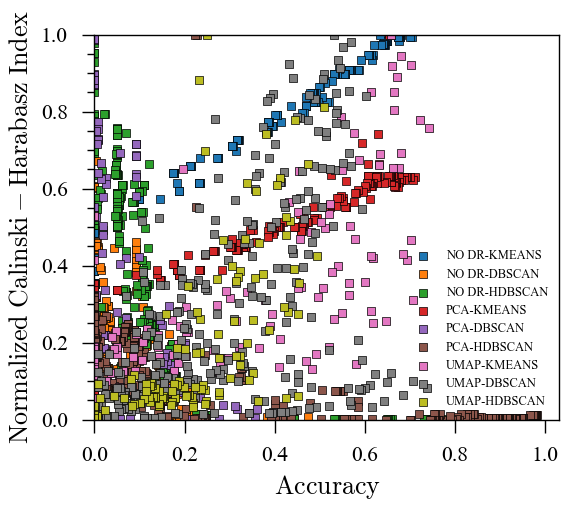 Normalized Calinski − Harabasz Index
1.0
0.8
0.6
0.4
0.2
0.0
NO DR-KMEANS
NO DR-DBSCAN
NO DR-HDBSCAN
PCA-KMEANS
PCA-DBSCAN
PCA-HDBSCAN
UMAP-KMEANS
UMAP-DBSCAN
UMAP-HDBSCAN
0.0 0.2 0.4 0.6 0.8 1.0
Accuracy